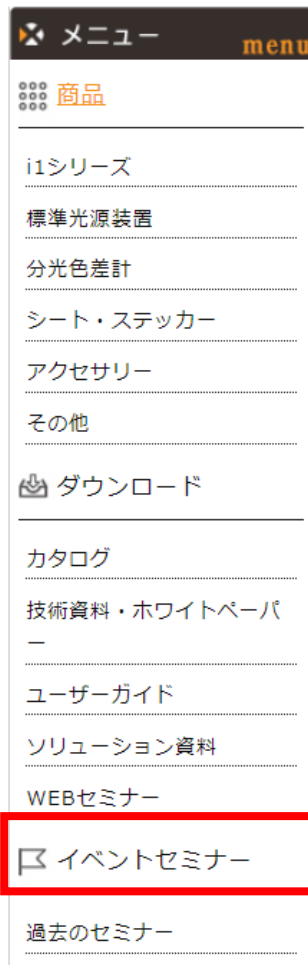 メニュー
menu
商品
i1シリーズ
標準光源装置
分光色差計
シート・ステッカー
アクセサリー
その他
ダウンロード
カタログ
技術資料・ホワイトペーパ
ー
ユーザーガイド
ソリューション資料
WEBセミナー
イベントセミナー
過去のセミナー